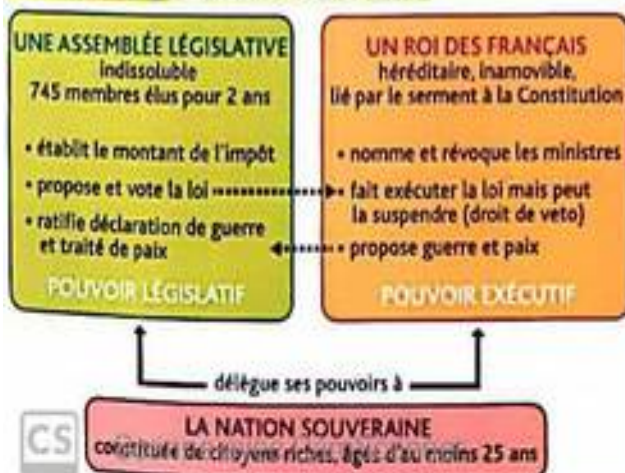 UNE ASSEMBLÉE LÉGISLATIVE
indissoluble
745 membres élus pour 2 ans
• établit le montant de l'impôt
• propose et vote la loi
• ratifie déclaration de guerre
et traité de paix
POUVOIR LÉGISLATIF
UN ROI DES FRANÇAIS
héréditaire, inamovible,
lié par le serment à la Constitution
• nomme et révoque les ministres
• fait exécuter la loi mais peut
la suspendre (droit de veto)
• propose guerre et paix
POUVOIR EXÉCUTIF
délègue ses pouvoirs à
LA NATION SOUVERAINE
constituée de citoyens riches, âgés d'au moins 25 ans
CS